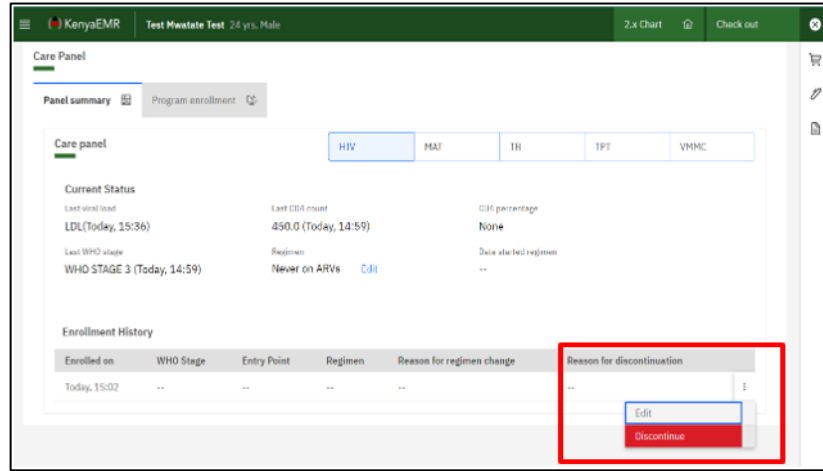 KenyaEMR Test Mwatate Test 24 yrs, Male 2.x Chart Check out
Care Panel
Panel summary Program enrollment
Care panel HIV MAT TB TPT VMMC
Current Status
Last viral load Last CD4 count CD4 percentage
LDL(Today, 15:36) 450.0 (Today, 14:59) None
Last WHO stage Regimen Date started regimen
WHO STAGE 3 (Today, 14:59) Never on ARVs Edit --
Enrollment History
Enrolled on WHO Stage Entry Point Regimen Reason for regimen change Reason for discontinuation
Today, 15:02 -- -- -- -- --
Edit
Discontinue